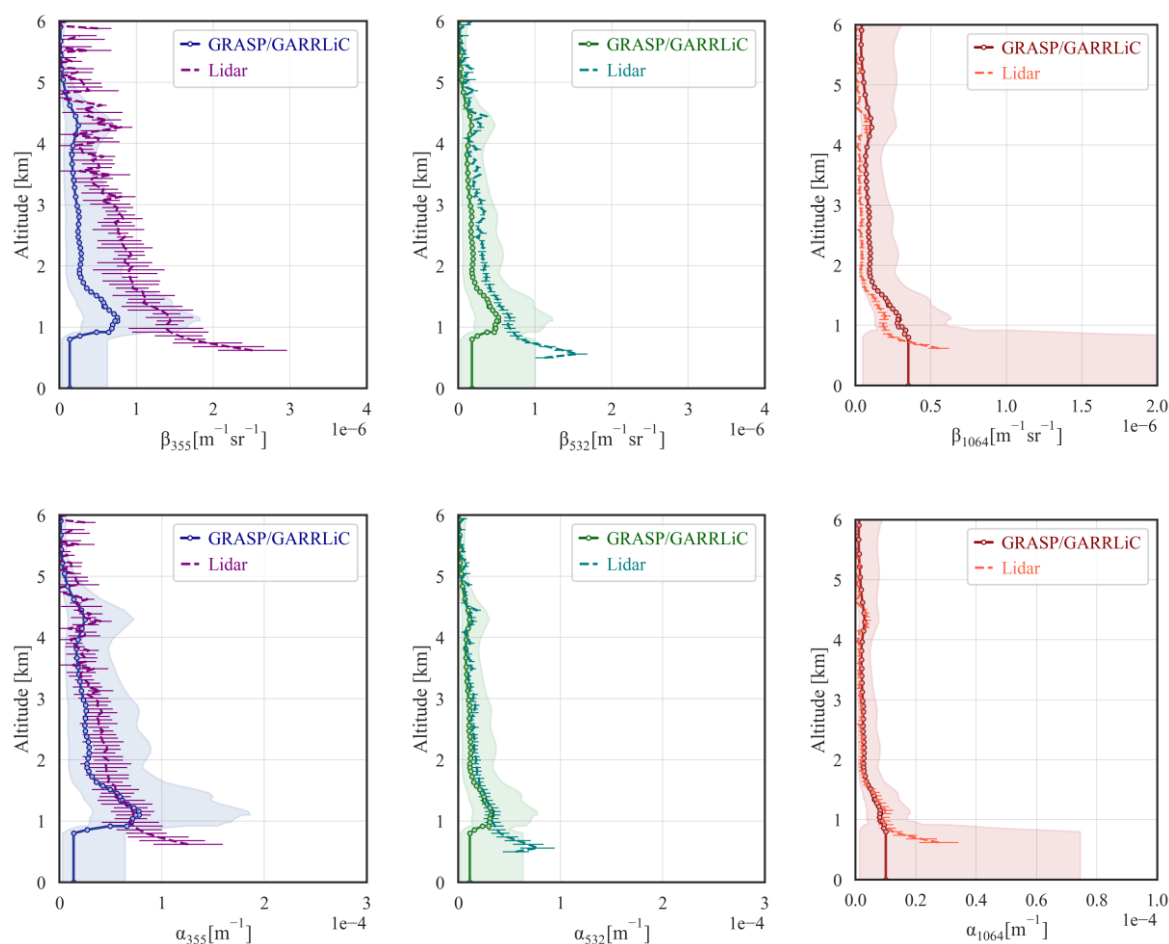 GRASP/GARRLiC
Lidar
Altitude [km]
6
5
4
3
2
1
0
0 1 2 3 4
1e−6
β355[m−1sr−1]
GRASP/GARRLiC
Lidar
Altitude [km]
6
5
4
3
2
1
0
0 1 2 3 4
1e−6
β532[m−1sr−1]
GRASP/GARRLiC
Lidar
Altitude [km]
6
5
4
3
2
1
0
0.0 0.5 1.0 1.5 2.0
1e−6
β1064[m−1sr−1]
GRASP/GARRLiC
Lidar
Altitude [km]
6
5
4
3
2
1
0
0 1 2 3
1e−4
α355[m−1]
GRASP/GARRLiC
Lidar
Altitude [km]
6
5
4
3
2
1
0
0 1 2 3
1e−4
α532[m−1]
GRASP/GARRLiC
Lidar
Altitude [km]
6
5
4
3
2
1
0
0.0 0.2 0.4 0.6 0.8 1.0
1e−4
α1064[m−1]